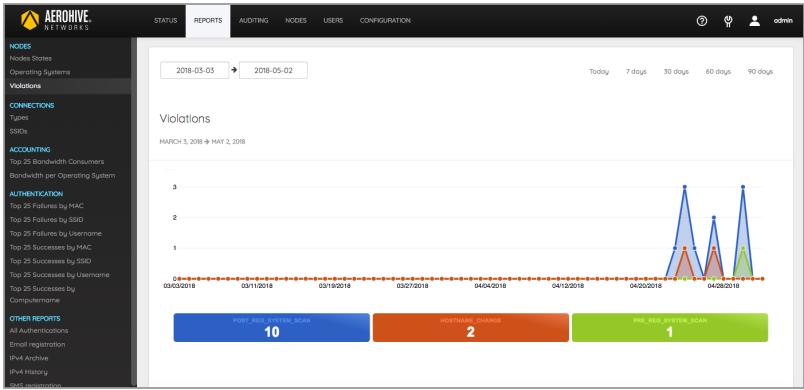 AEROHIVE.
NETWORKS
STATUS REPORTS AUDITING NODES USERS CONFIGURATION admin
NODES
Nodes States
Operating Systems
Violations
CONNECTIONS
Types
SSIDs
ACCOUNTING
Top 25 Bandwidth Consumers
Bandwidth per Operating System
AUTHENTICATION
Top 25 Failures by MAC
Top 25 Failures by SSID
Top 25 Failures by Username
Top 25 Successes by MAC
Top 25 Successes by SSID
Top 25 Successes by Username
Top 25 Successes by
Computername
OTHER REPORTS
All Authentications
Email registration
IPv4 Archive
IPv4 History
SMS registration
2018-03-03 → 2018-05-02
Today 7 days 30 days 60 days 90 days
Violations
MARCH 3, 2018 → MAY 2, 2018
3
2
1
0
03/03/2018 03/11/2018 03/19/2018 03/27/2018 04/04/2018 04/12/2018 04/20/2018 04/28/2018
POST_REG_SYSTEM_SCAN
10
HOSTNAME_CHANGE
2
PRE_REG_SYSTEM_SCAN
1